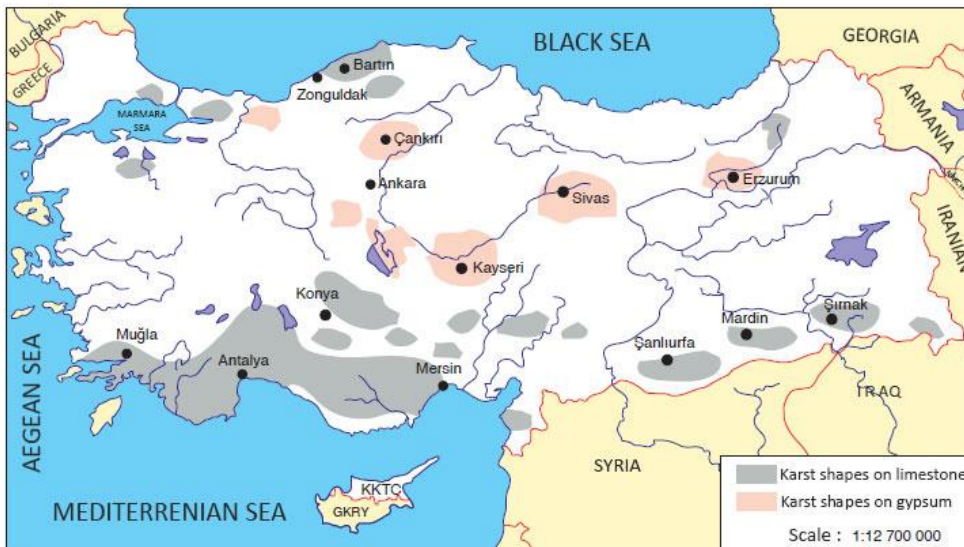 BULGARIA
GREECE
BLACK SEA
GEORGIA
ARMANIA
IRANIAN
MARMARA
SEA
Bartın
Zonguldak
Çankırı
Ankara
Sivas
Erzurum
Kayseri
Konya
Muğla
Antalya
Mersin
Şanlıurfa
Mardin
Şırnak
AEGEAN SEA
MEDITERRENIAN SEA
KKTÇ
GKRY
SYRIA
IRAQ
Karst shapes on limestone
Karst shapes on gypsum
Scale : 1:12 700 000